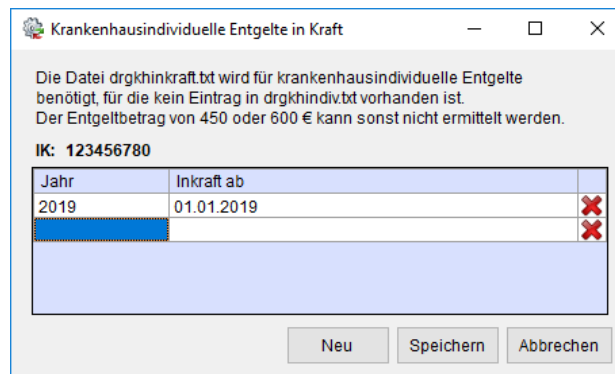 Krankenhausindividuelle Entgelte in Kraft
Die Datei drgkhinkraft.txt wird für krankenhausindividuelle Entgelte
benötigt, für die kein Eintrag in drgkhindiv.txt vorhanden ist.
Der Entgeltbetrag von 450 oder 600 € kann sonst nicht ermittelt werden.
IK: 123456780
Jahr Inkraft ab
2019 01.01.2019
Neu Speichern Abbrechen